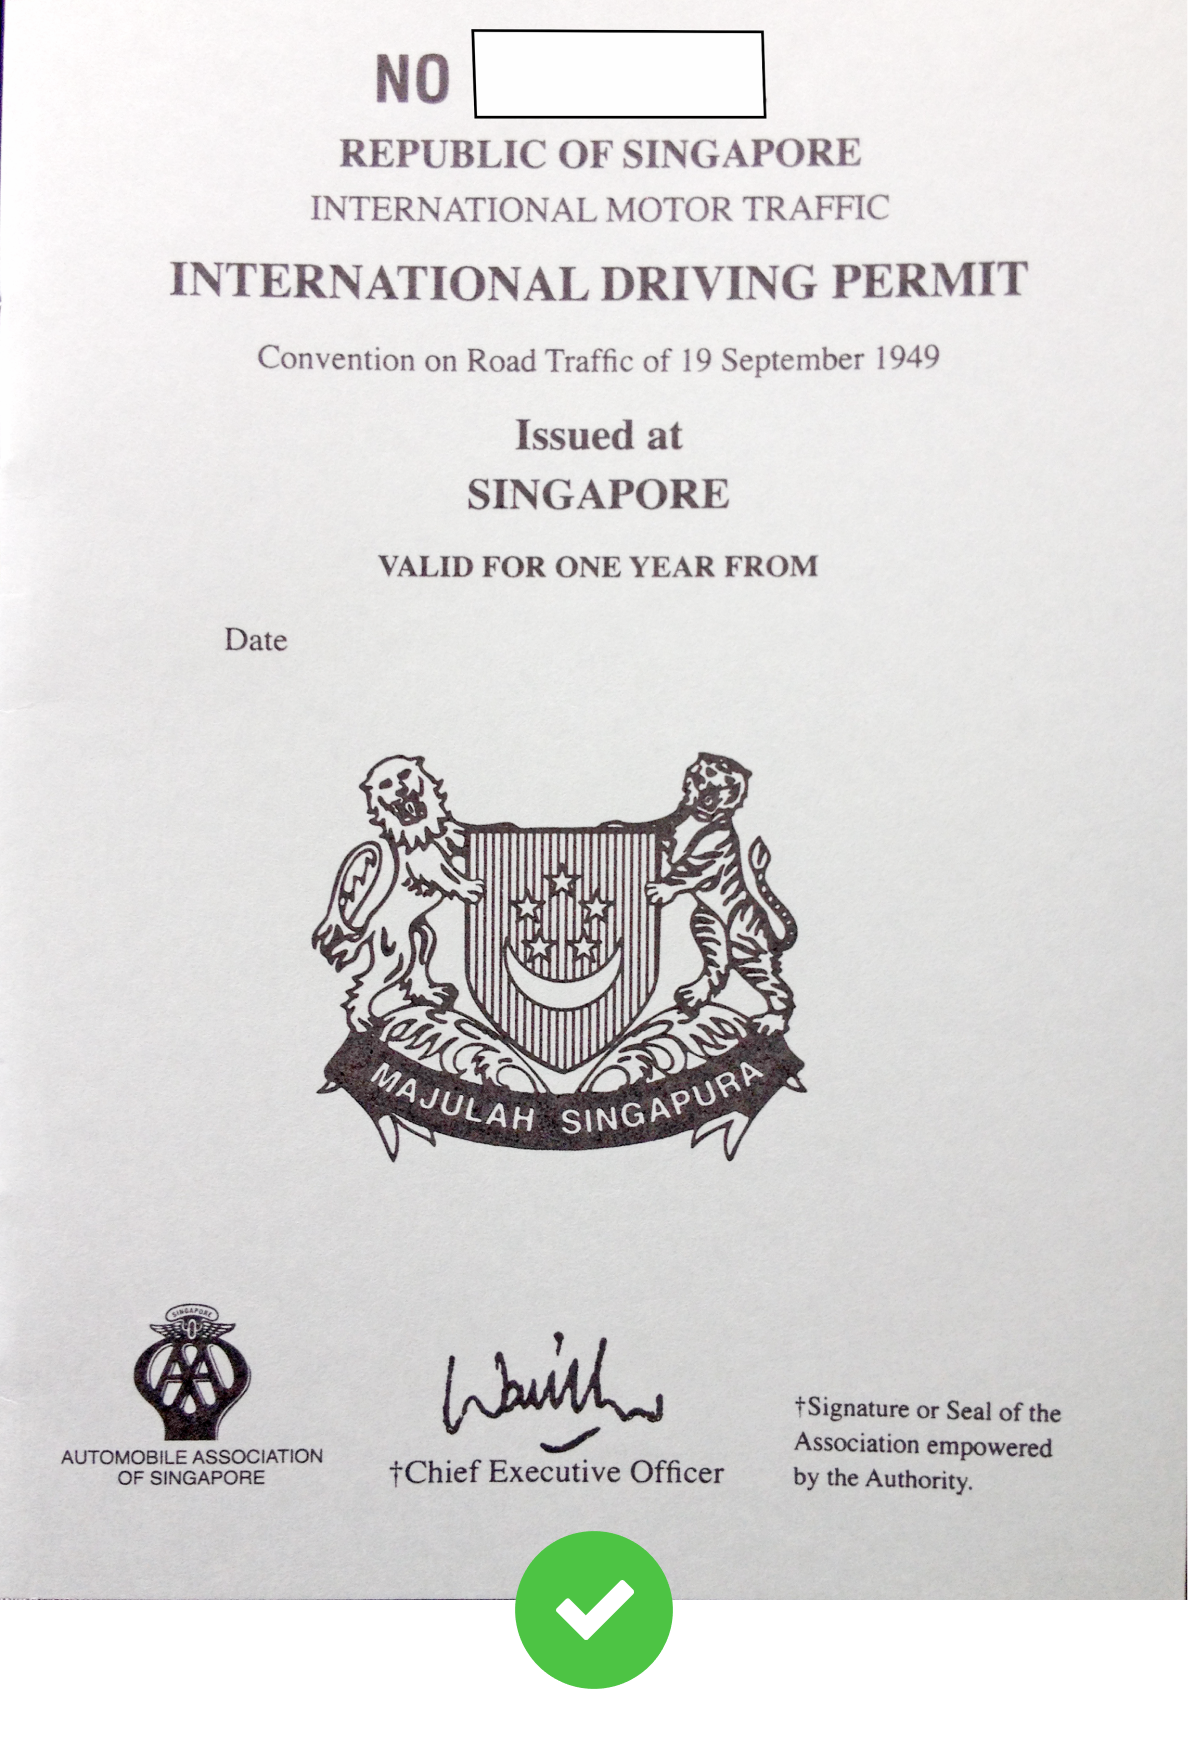 NO
REPUBLIC OF SINGAPORE
INTERNATIONAL MOTOR TRAFFIC
INTERNATIONAL DRIVING PERMIT
Convention on Road Traffic of 19 September 1949
Issued at
SINGAPORE
VALID FOR ONE YEAR FROM
Date
MAJULAH SINGAPURA
SINGAPORE
AA
AUTOMOBILE ASSOCIATION
OF SINGAPORE
†Chief Executive Officer
†Signature or Seal of the
Association empowered
by the Authority.